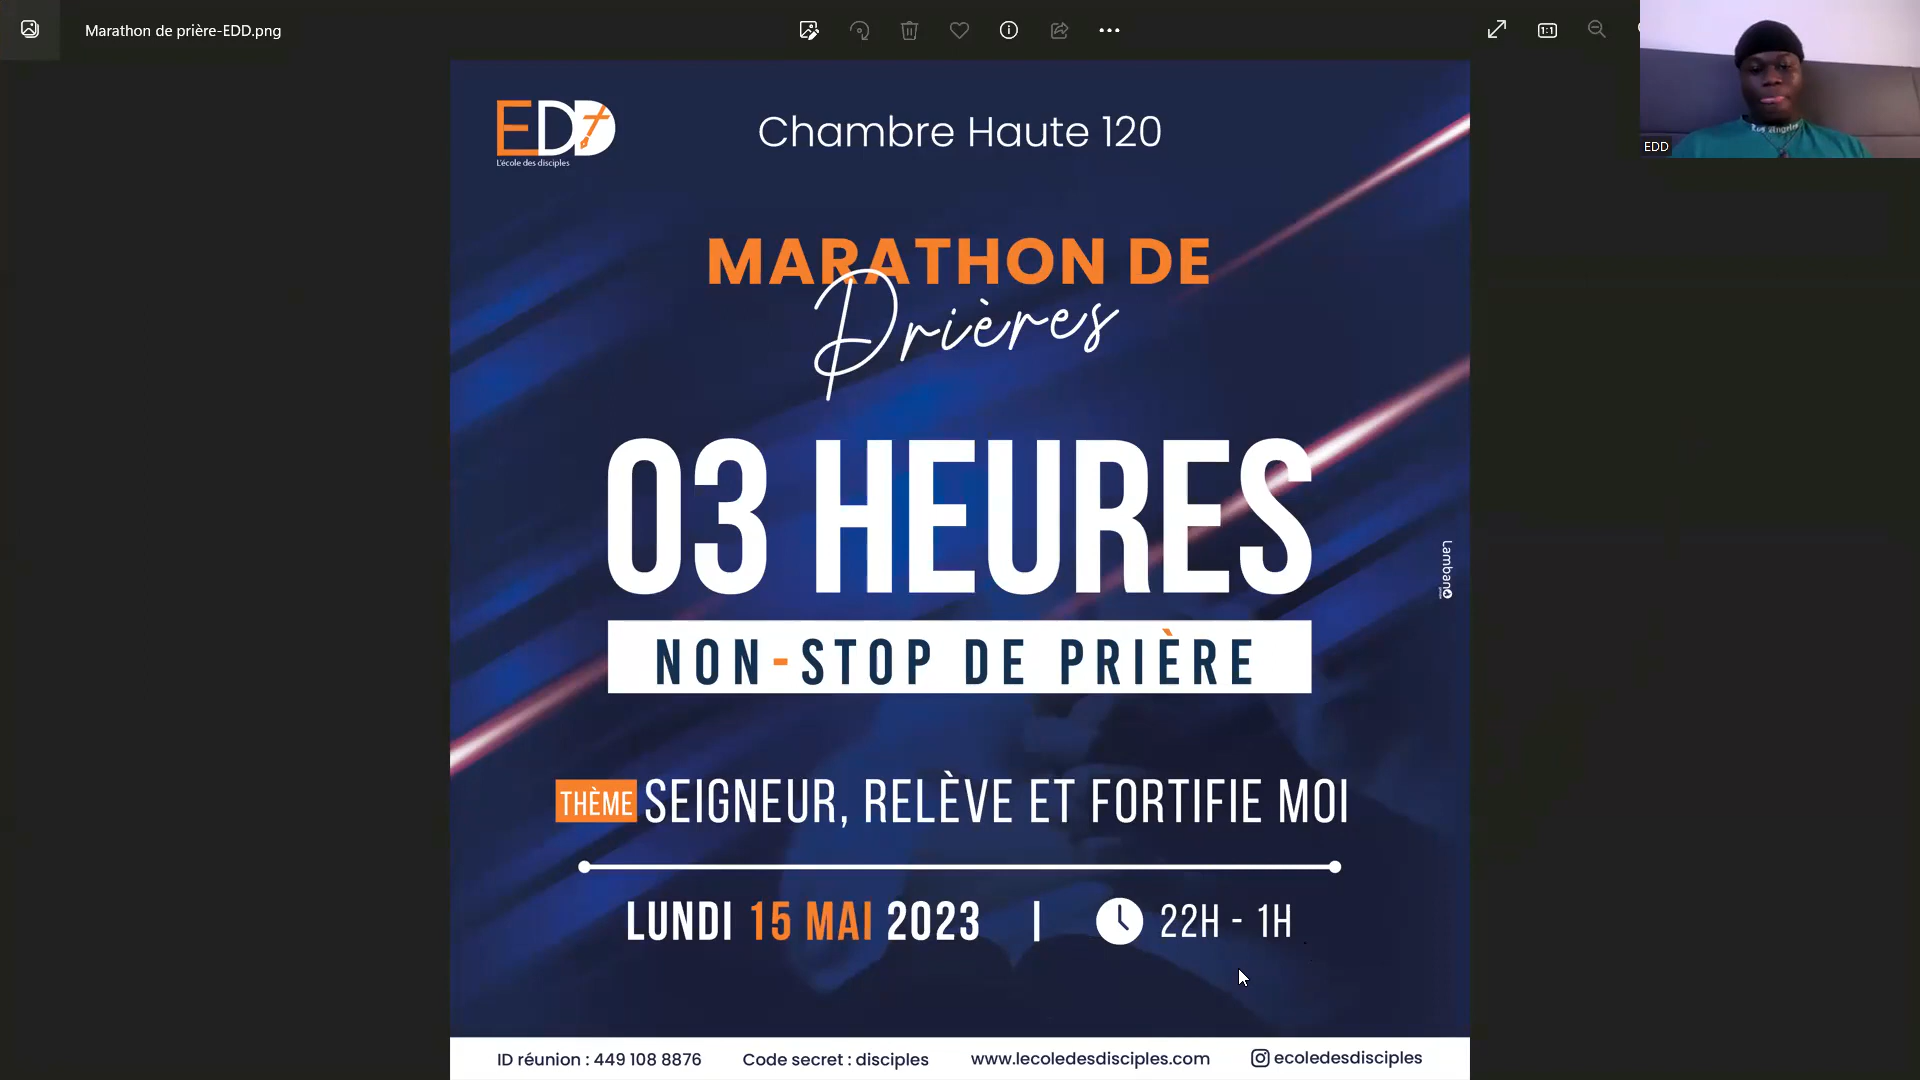 Marathon de prière-EDD.png
EDD
L'école des disciples
Chambre Haute 120
Los Angeles
EDD
MARATHON DE
Prières
03 HEURES
Lambano
NON-STOP DE PRIÈRE
THÈME SEIGNEUR, RELÈVE ET FORTIFIE MOI
LUNDI 15 MAI 2023 | 22H - 1H
ID réunion : 449 108 8876 Code secret : disciples www.lecoledesdisciples.com ecoledesdisciples